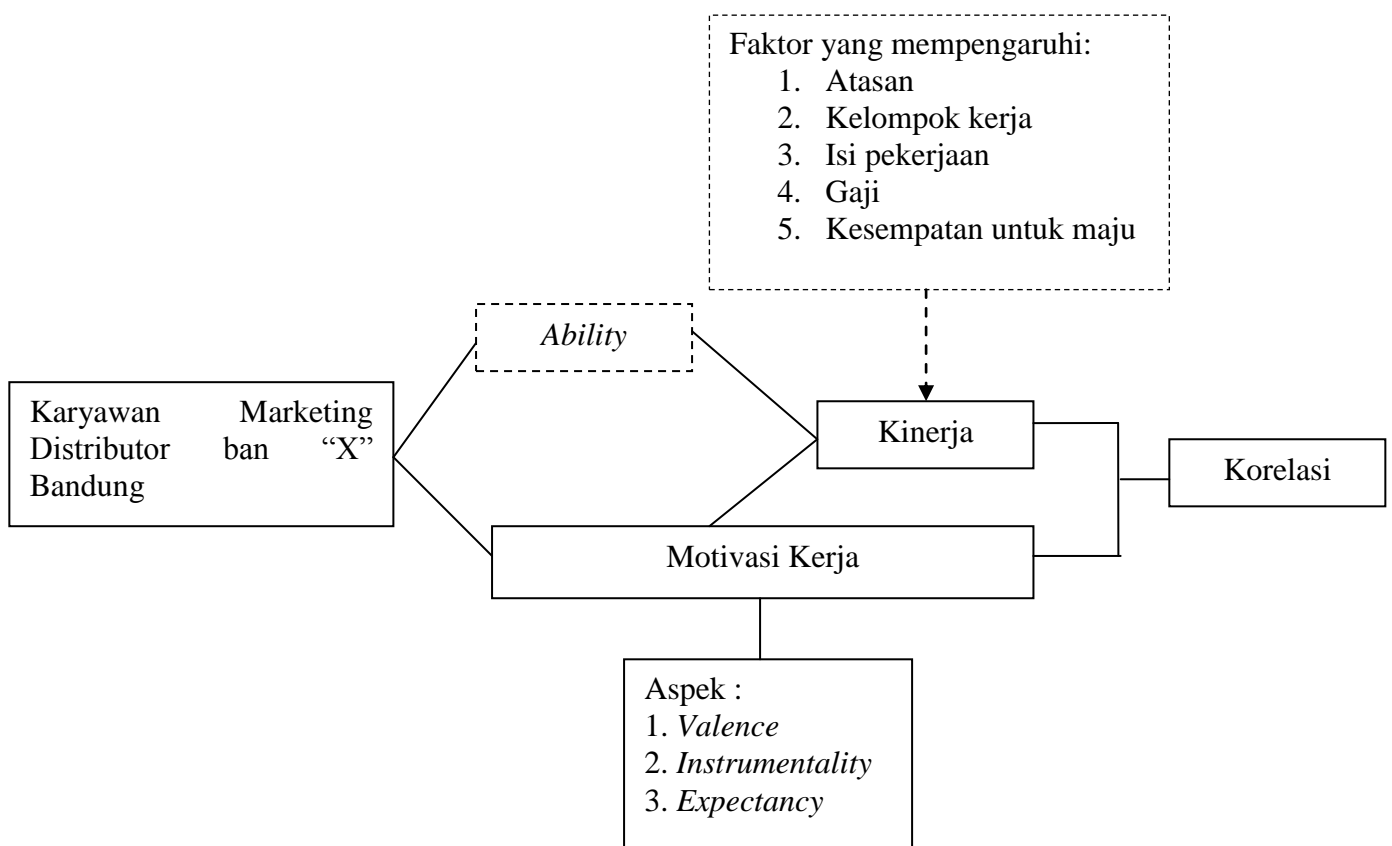 Faktor yang mempengaruhi:
1. Atasan
2. Kelompok kerja
3. Isi pekerjaan
4. Gaji
5. Kesempatan untuk maju
Ability
Karyawan Marketing
Distributor ban “X”
Bandung
Kinerja
Korelasi
Motivasi Kerja
Aspek :
1. Valence
2. Instrumentality
3. Expectancy